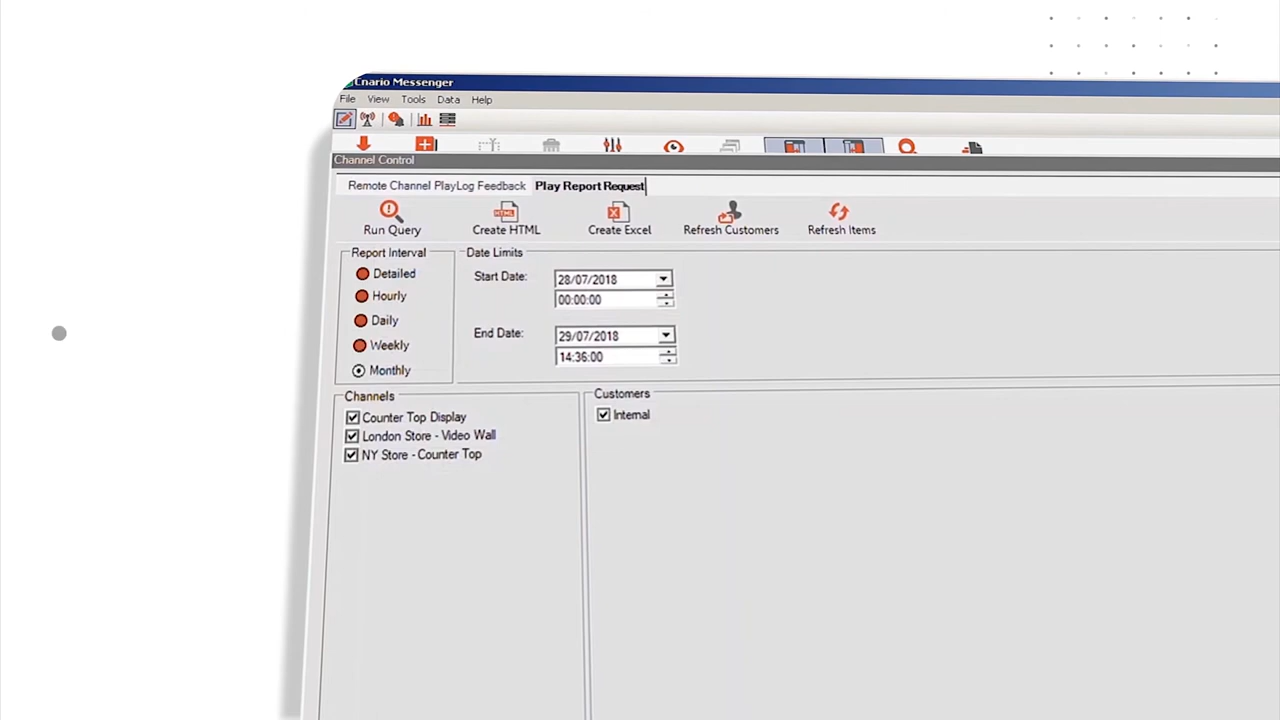 Cnario Messenger
File View Tools Data Help
Channel Control
Remote Channel PlayLog Feedback Play Report Request
HTML
Run Query Create HTML Create Excel Refresh Customers Refresh Items
Report Interval Date Limits
Detailed Start Date: 28/07/2018
Hourly 00:00:00
Daily End Date: 29/07/2018
Weekly 14:36:00
Monthly
Channels Customers
Counter Top Display Internal
London Store - Video Wall
NY Store - Counter Top